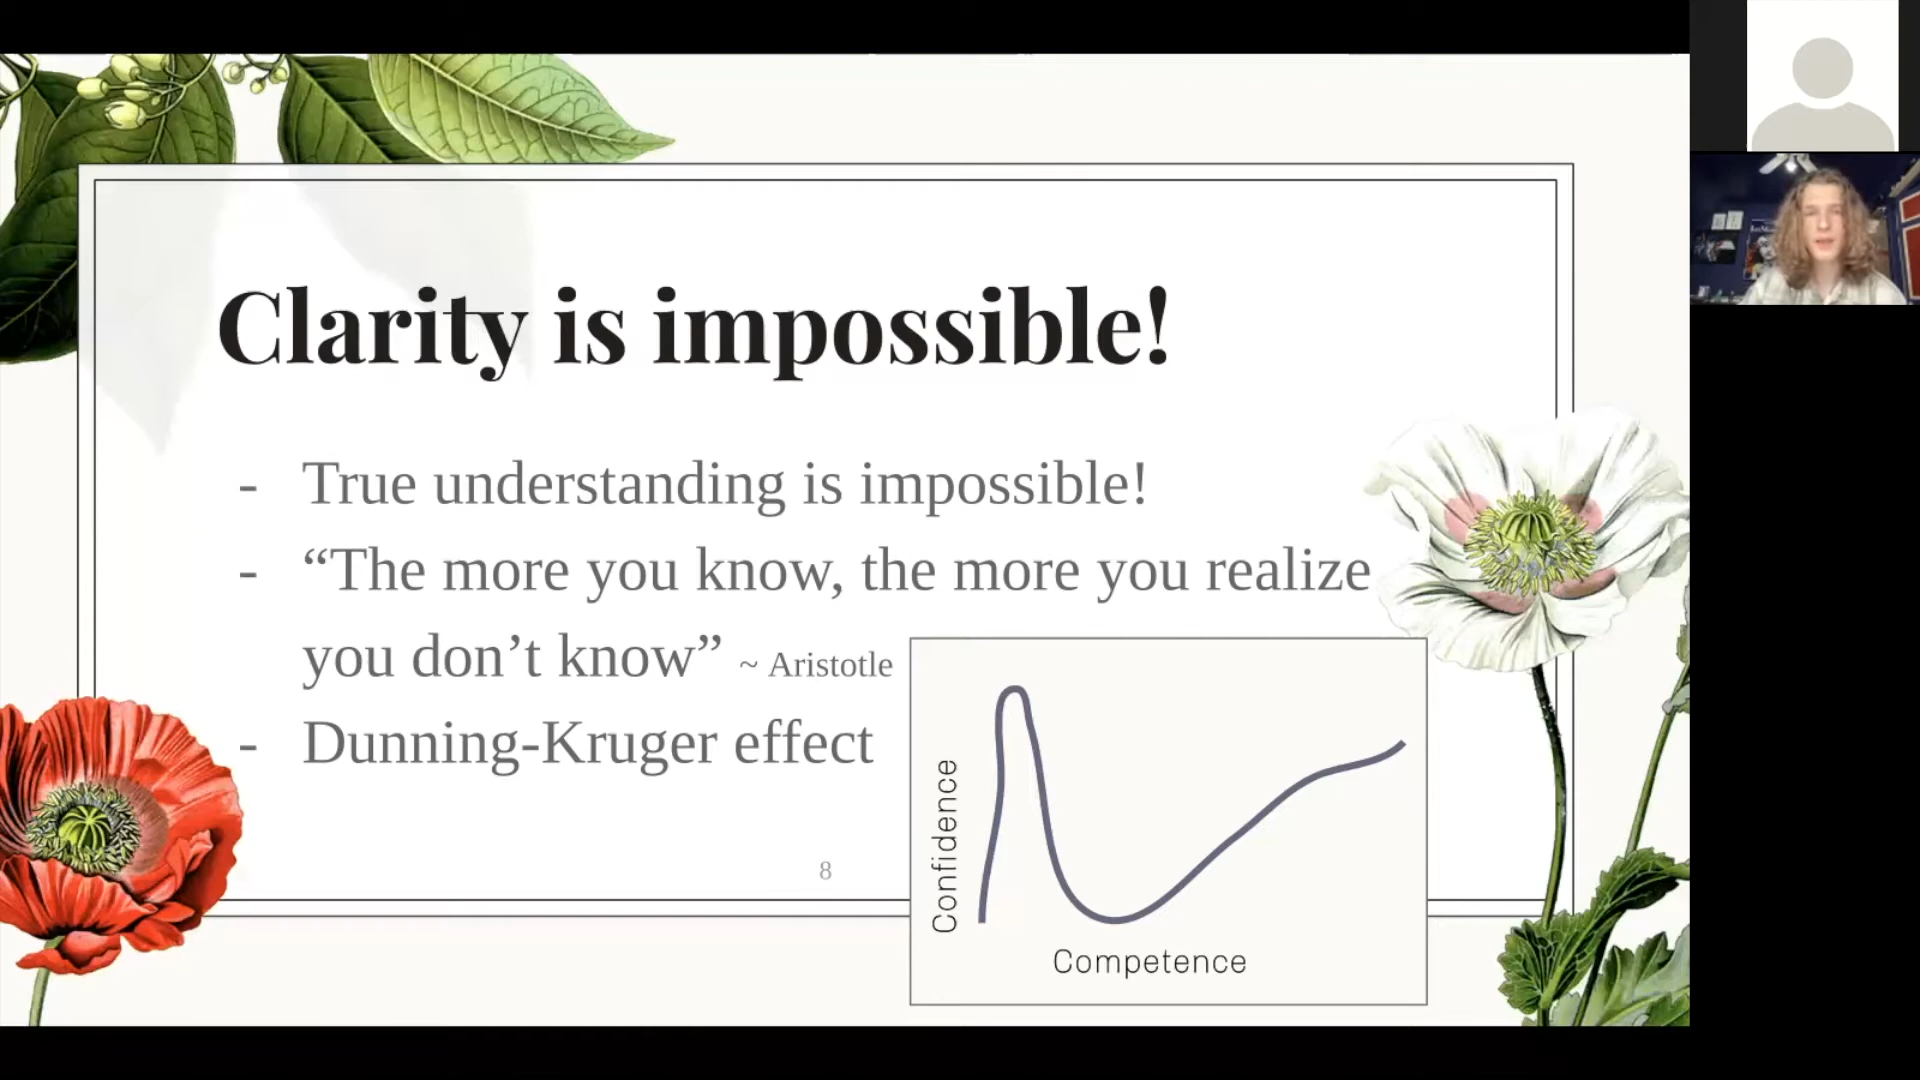 Clarity is impossible!
- True understanding is impossible!
- “The more you know, the more you realize
you don’t know” ~ Aristotle
- Dunning-Kruger effect
8
Confidence
Competence